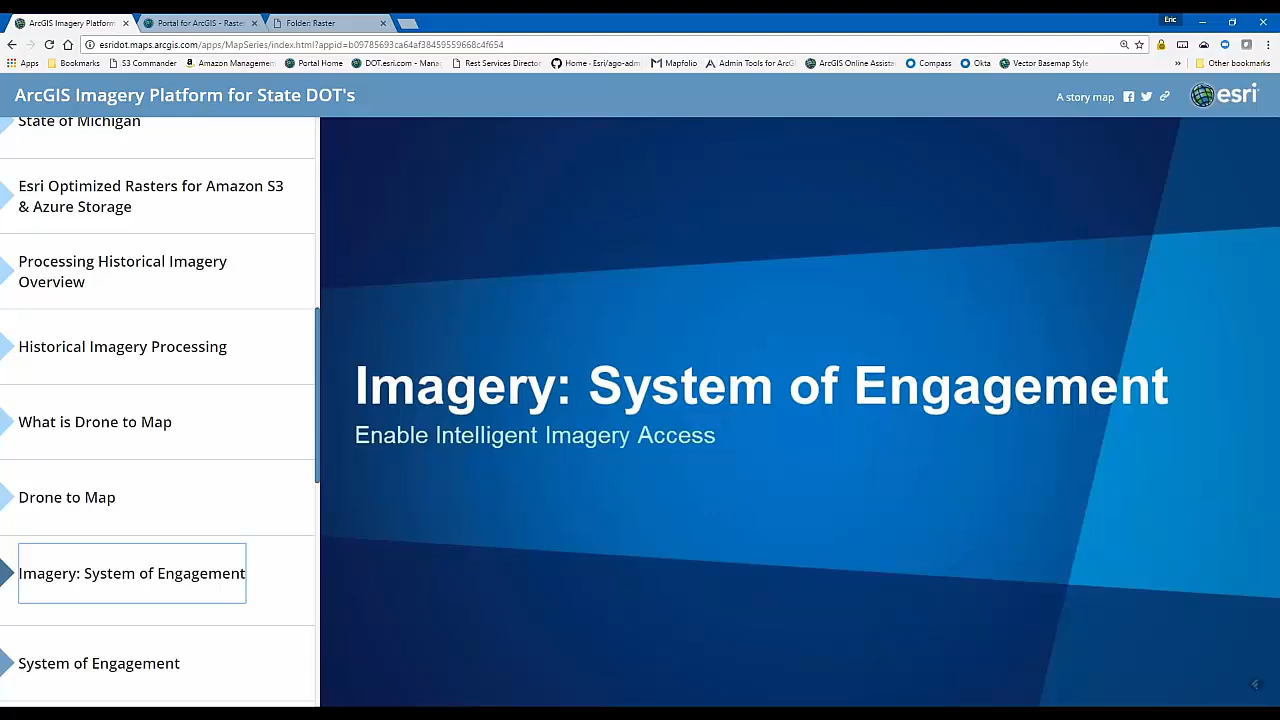 ArcGIS Imagery Platform
Portal for ArcGIS - Raste
Folder: Raster
Eric
esridot.maps.arcgis.com/apps/MapSeries/index.html?appid=b09785693ca64af38459559668c4f654
Apps
Bookmarks
S3 Commander
Amazon Management
Portal Home
DOT.esri.com - Mana
Rest Services Director
Home · Esri/ago-adm
Mapfolio
Admin Tools for ArcG
ArcGIS Online Assista
Compass
Okta
Vector Basemap Style
»
Other bookmarks
ArcGIS Imagery Platform for State DOT's
A story map
esri
State of Michigan
Esri Optimized Rasters for Amazon S3
& Azure Storage
Processing Historical Imagery
Overview
Historical Imagery Processing
What is Drone to Map
Drone to Map
Imagery: System of Engagement
System of Engagement
Imagery: System of Engagement
Enable Intelligent Imagery Access